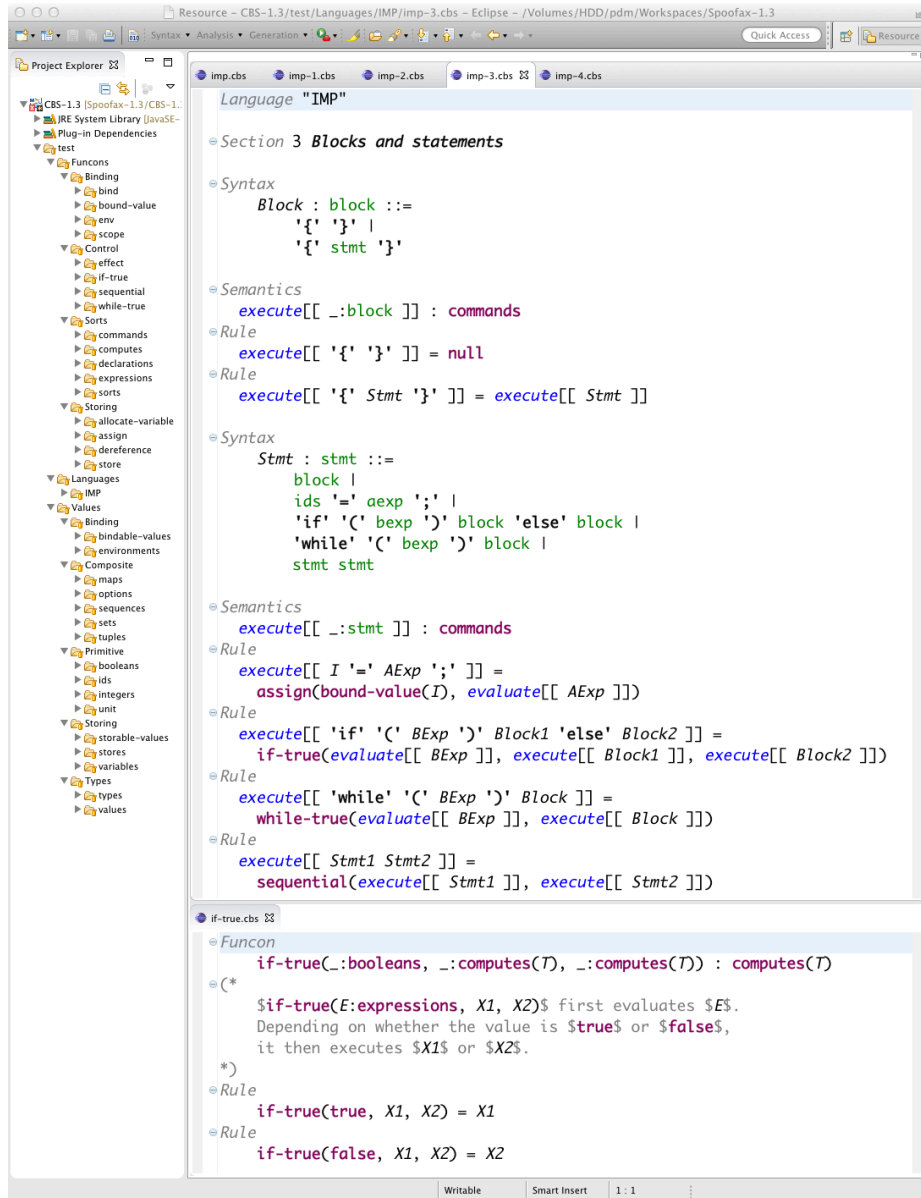 Resource - CBS-1.3/test/Languages/IMP/imp-3.cbs - Eclipse - /Volumes/HDD/pdm/Workspaces/Spoofax-1.3
Syntax Analysis Generation Quick Access Resource
Project Explorer
CBS-1.3 [Spoofax-1.3/CBS-1.
JRE System Library [JavaSE-
Plug-in Dependencies
test
Funcons
Binding
bind
bound-value
env
scope
Control
effect
if-true
sequential
while-true
Sorts
commands
computes
declarations
expressions
sorts
Storing
allocate-variable
assign
dereference
store
Languages
IMP
Values
Binding
bindable-values
environments
Composite
maps
options
sequences
sets
tuples
Primitive
booleans
ids
integers
unit
Storing
storable-values
stores
variables
Types
types
values
imp.cbs imp-1.cbs imp-2.cbs imp-3.cbs imp-4.cbs
Language "IMP"
Section 3 Blocks and statements
Syntax
Block : block ::=
'{' '}' |
'{' stmt '}'
Semantics
execute[[ _:block ]] : commands
Rule
execute[[ '{' '}' ]] = null
Rule
execute[[ '{' Stmt '}' ]] = execute[[ Stmt ]]
Syntax
Stmt : stmt ::=
block |
ids '=' aexp ';' |
'if' '(' bexp ')' block 'else' block |
'while' '(' bexp ')' block |
stmt stmt
Semantics
execute[[ _:stmt ]] : commands
Rule
execute[[ I '=' AExp ';' ]] =
assign(bound-value(I), evaluate[[ AExp ]])
Rule
execute[[ 'if' '(' BExp ')' Block1 'else' Block2 ]] =
if-true(evaluate[[ BExp ]], execute[[ Block1 ]], execute[[ Block2 ]])
Rule
execute[[ 'while' '(' BExp ')' Block ]] =
while-true(evaluate[[ BExp ]], execute[[ Block ]])
Rule
execute[[ Stmt1 Stmt2 ]] =
sequential(execute[[ Stmt1 ]], execute[[ Stmt2 ]])
if-true.cbs
Funcon
if-true(_:booleans, _:computes(T), _:computes(T)) : computes(T)
(*
$if-true(E:expressions, X1, X2)$ first evaluates $E$.
Depending on whether the value is $true$ or $false$,
it then executes $X1$ or $X2$.
*)
Rule
if-true(true, X1, X2) = X1
Rule
if-true(false, X1, X2) = X2
Writable Smart Insert 1 : 1